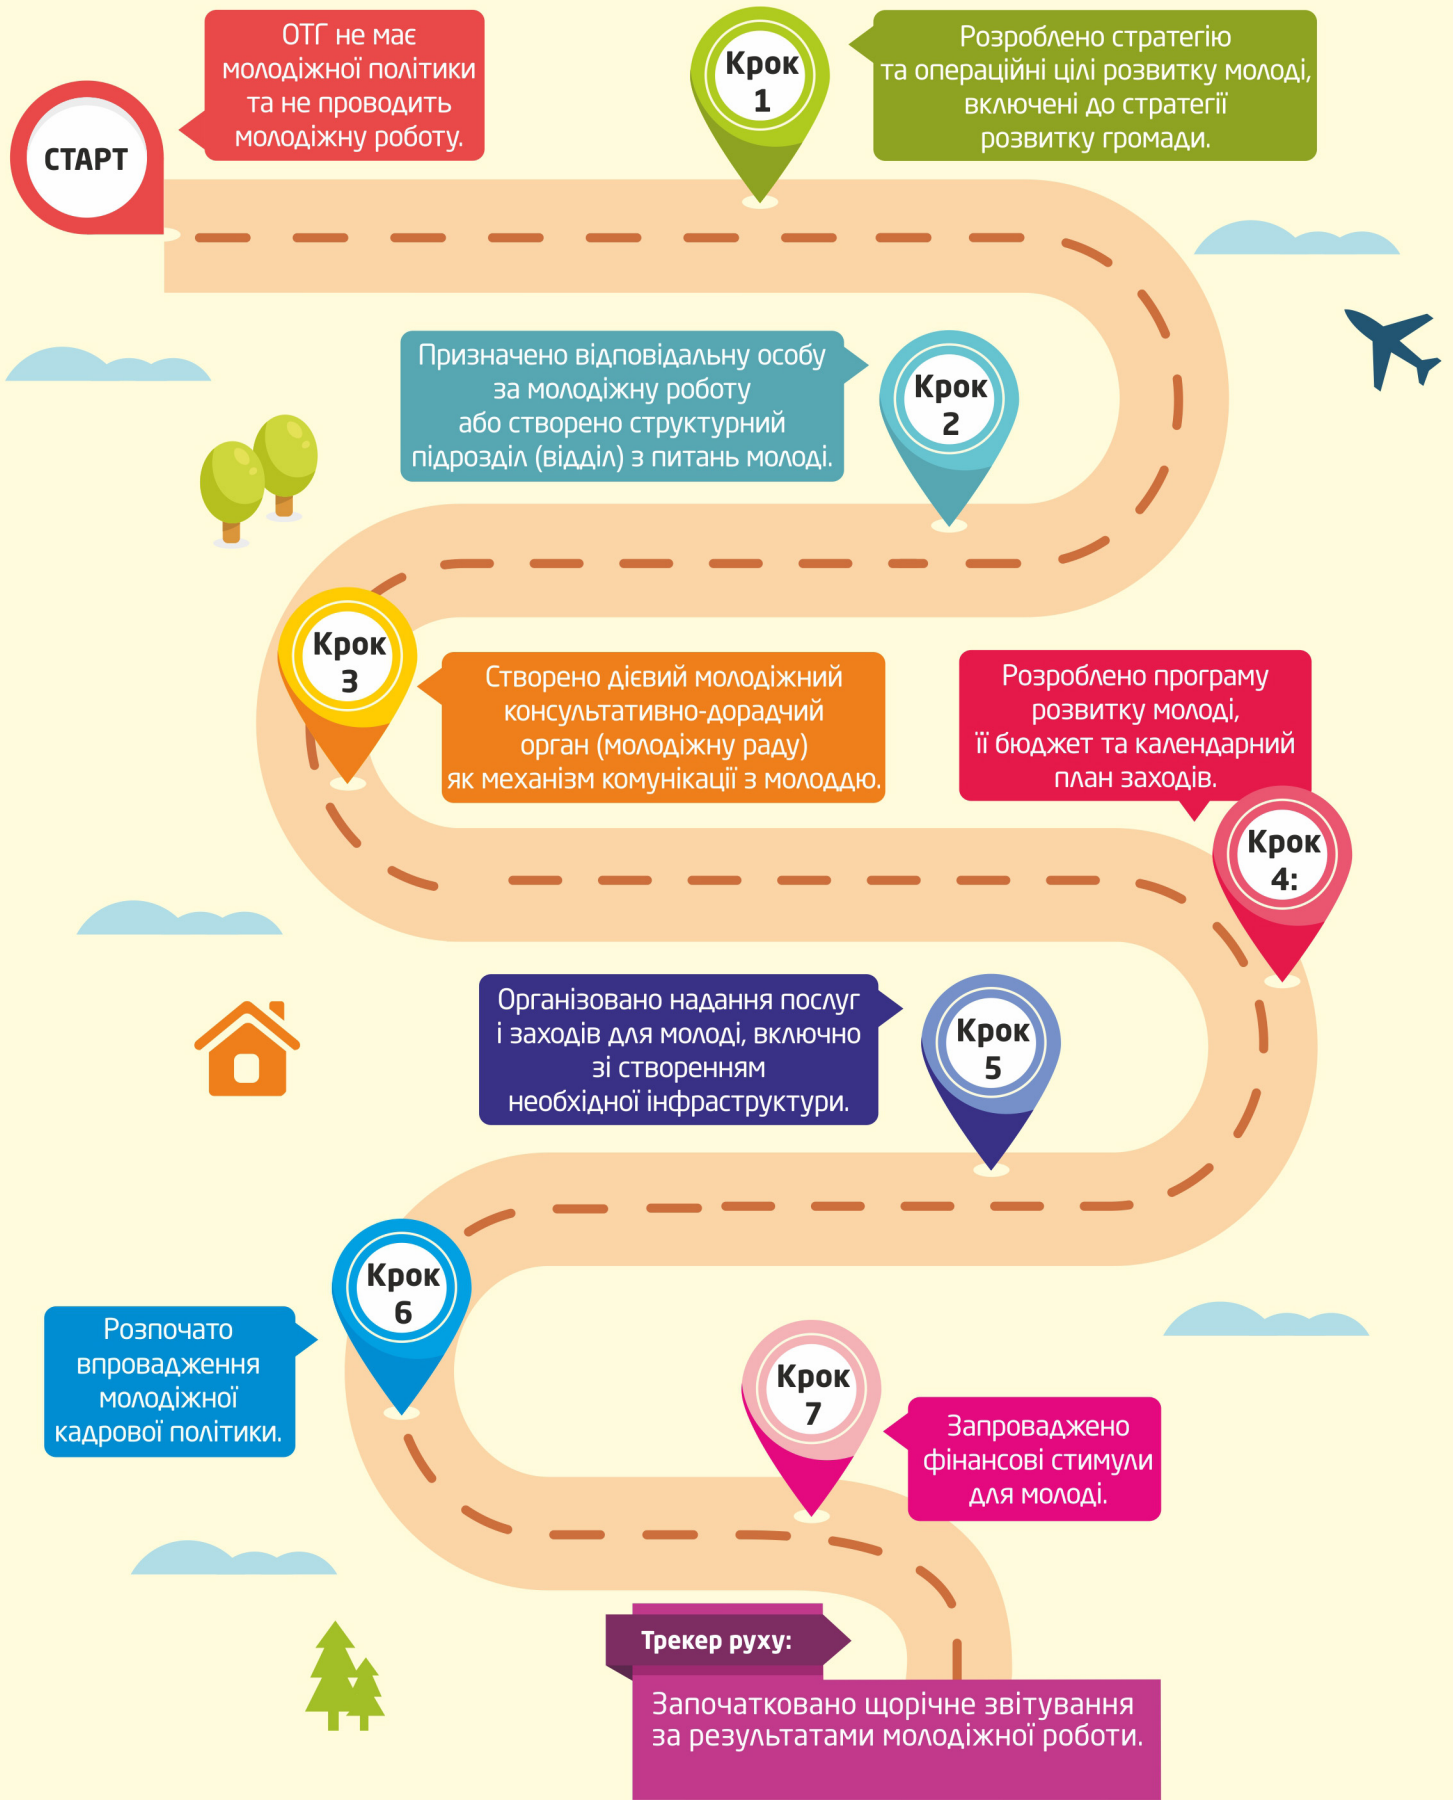 СТАРТ
ОТГ не має
молодіжної політики
та не проводить
молодіжну роботу.
Крок
1
Розроблено стратегію
та операційні цілі розвитку молоді,
включені до стратегії
розвитку громади.
Призначено відповідальну особу
за молодіжну роботу
або створено структурний
підрозділ (відділ) з питань молоді.
Крок
2
Крок
3
Створено дієвий молодіжний
консультативно-дорадчий
орган (молодіжну раду)
як механізм комунікації з молоддю.
Розроблено програму
розвитку молоді,
її бюджет та календарний
план заходів.
Крок
4:
Організовано надання послуг
і заходів для молоді, включно
зі створенням
необхідної інфраструктури.
Крок
5
Крок
6
Розпочато
впровадження
молодіжної
кадрової політики.
Крок
7
Запроваджено
фінансові стимули
для молоді.
Трекер руху:
Започатковано щорічне звітування
за результатами молодіжної роботи.